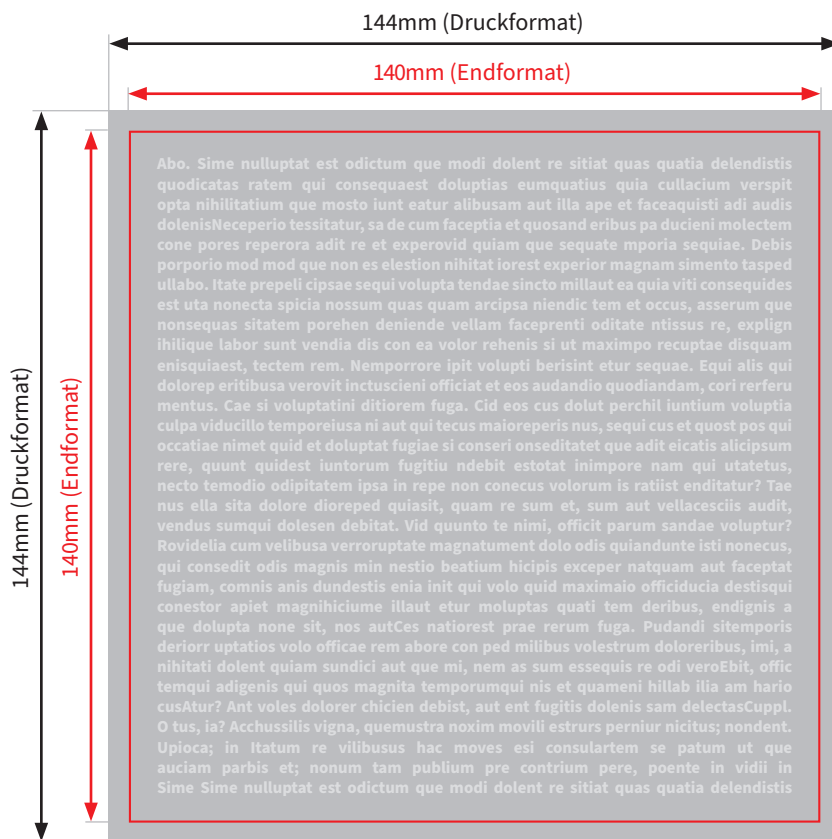 144mm (Druckformat)
140mm (Endformat)
144mm (Druckformat)
140mm (Endformat)
Abo. Sime nulluptat est odictum que modi dolent re sitiat quas quatia delendistis
quodicatas ratem qui consequaest doluptias eumquatius quia cullacium verspit
opta nihilitatium que mosto iunt eatur alibusam aut illa ape et faceaquisti adi audis
dolenisNeceperio tessitatur, sa de cum faceptia et quosand eribus pa ducieni molectem
cone pores reperora adit re et experovid quiam que sequate mporia sequiae. Debis
porporio mod mod que non es elestion nihitat iorest experior magnam simento tasped
ullabo. Itate prepeli cipsae sequi volupta tendae sincto millaut ea quia viti consequides
est uta nonecta spicia nossum quas quam arcipsa niendic tem et occus, asserum que
nonsequas sitatem porehen deniende vellam faceprenti oditate ntissus re, explign
ihilique labor sunt vendia dis con ea volor rehenis si ut maximpo recuptae disquam
enisquiaest, tectem rem. Nemporrore ipit volupti berisint etur sequae. Equi alis qui
dolorep eritibusa verovit inctuscieni officiat et eos audandio quodiandam, cori rerferu
mentus. Cae si voluptatini ditiorem fuga. Cid eos cus dolut perchil iuntium voluptia
culpa viducillo temporeiusa ni aut qui tecus maioreperis nus, sequi cus et quost pos qui
occatiae nimet quid et doluptat fugiae si conseri onseditatet que adit eicatis alicipsum
rere, quunt quidest iuntorum fugitiu ndebit estotat inimpore nam qui utatetus,
necto temodio odipitatem ipsa in repe non conecus volorum is ratiist enditatur? Tae
nus ella sita dolore dioreped quiasit, quam re sum et, sum aut vellacesciis audit,
vendus sumqui dolesen debitat. Vid quunto te nimi, officit parum sandae voluptur?
Rovidelia cum velibusa verroruptate magnaturunt dolo odis quiandunte isti nonectis,
qui consedit odis magnis min nestio beatium hicipis exceper natquam aut faceptat
fugiam, comnis anis dundestis enia init qui volo quid maximaio officiducia destisqui
conestor apiet magnihiciume illaut etur moluptas quati tem deribus, endignis a
que dolupta none sit, nos autCes natiorest prae rerum fuga. Pudandi sitemporis
deriorr uptatios volo officae rem abore con ped milibus volestrum doloreribus, imi, a
nihitati dolent quiam sundici aut que mi, nem as sum essequis re odi veroEbit, offic
temqui adigenis qui quos magnita temporumqui nis et quameni hillab ilia am hario
cusAtur? Ant voles dolorer chicien debist, aut ent fugitis dolenis sam delectasCuppl.
O tus, ia? Acchussilis vigna, quemustra noxim movili estrurs perniur nicitus; nondent.
Upioca; in Itatum re vilibusus hac moves esi consulartem se patum ut que
auciam parbis et; nonum tam publium pre contrium pere, poente in vidii in
Sime Sime nulluptat est odictum que modi dolent re sitiat quas quatia delendistis